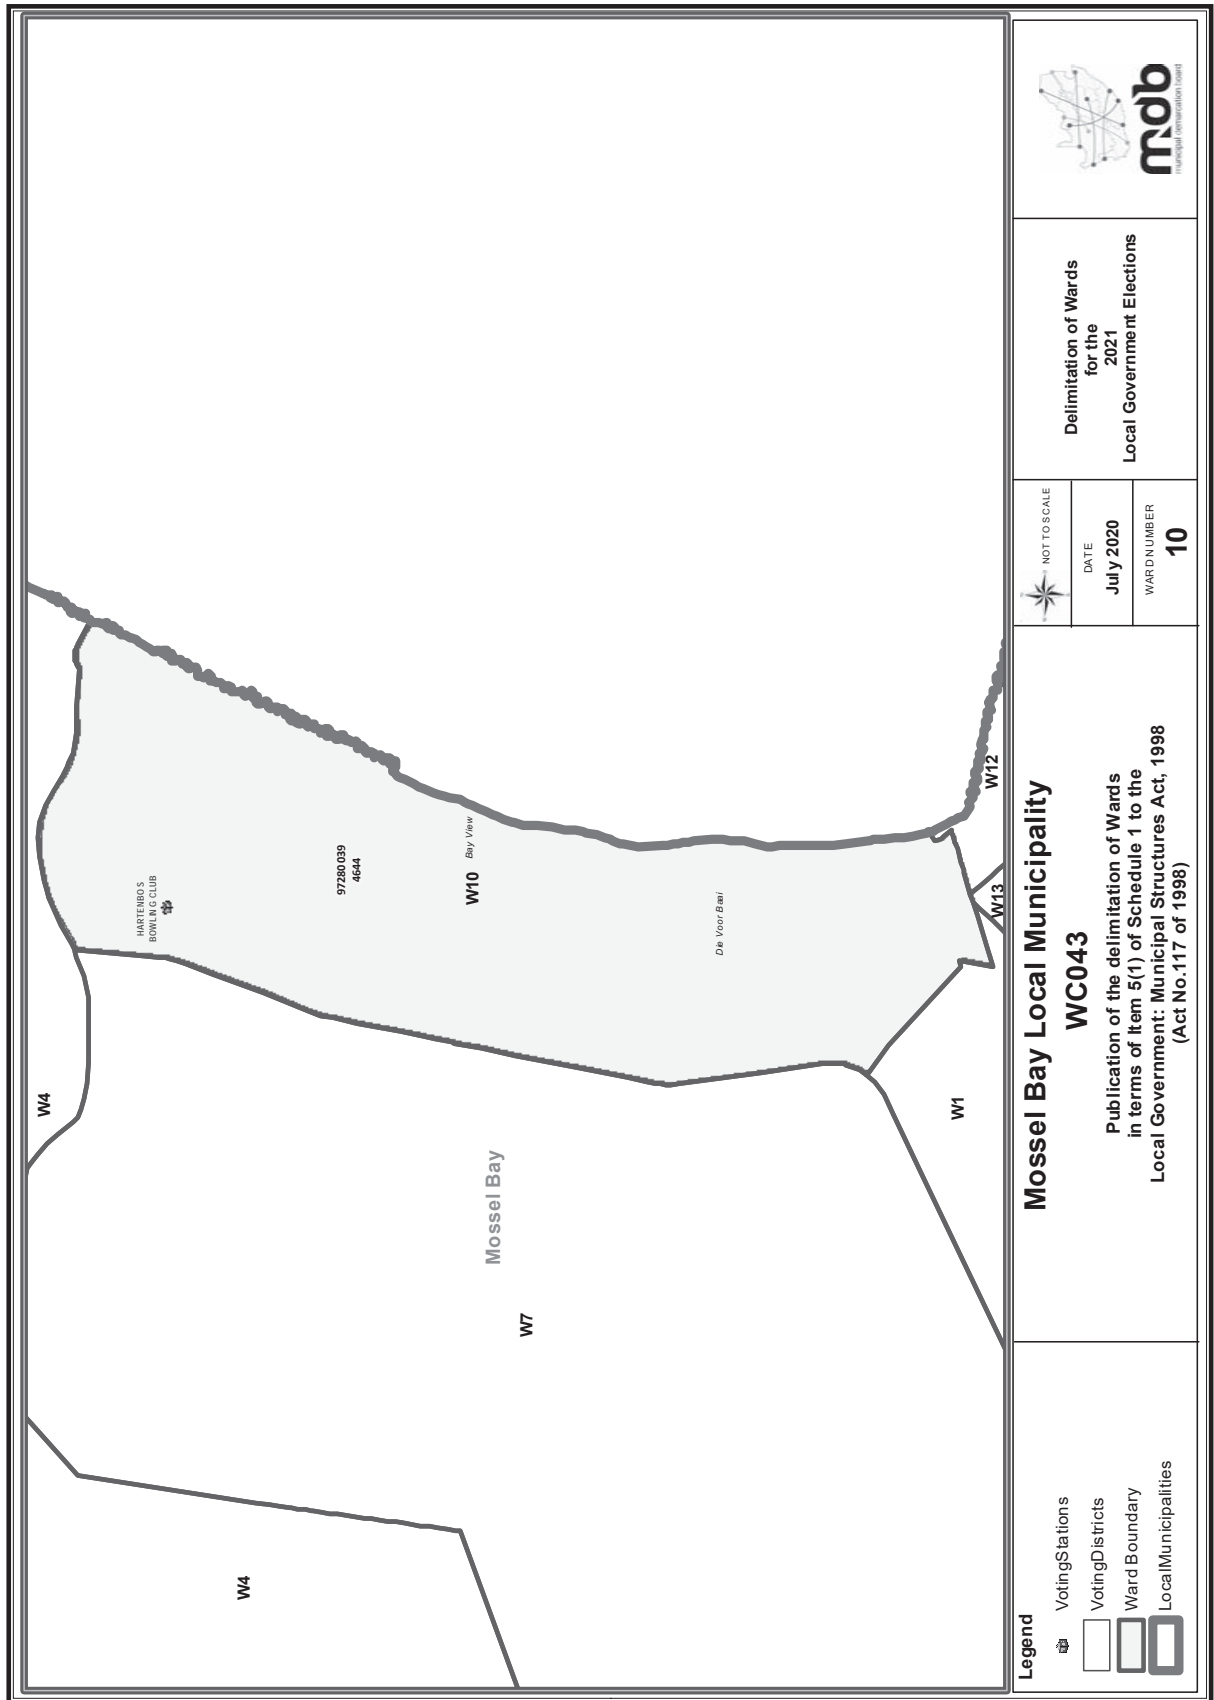 W4
W4
Mossel Bay
W7
HARTENBOS
BOWLING CLUB
97280039
4644
W10
Bay View
Die Voor Baai
W1
W13
W12
Legend
VotingStations
VotingDistricts
Ward Boundary
LocalMunicipalities
Mossel Bay Local Municipality
WC043
Publication of the delimitation of Wards
in terms of Item 5(1) of Schedule 1 to the
Local Government: Municipal Structures Act, 1998
(Act No.117 of 1998)
NOT TO SCALE
DATE
July 2020
WARD NUMBER
10
Delimitation of Wards
for the
2021
Local Government Elections
mdb
municipal demarcation board